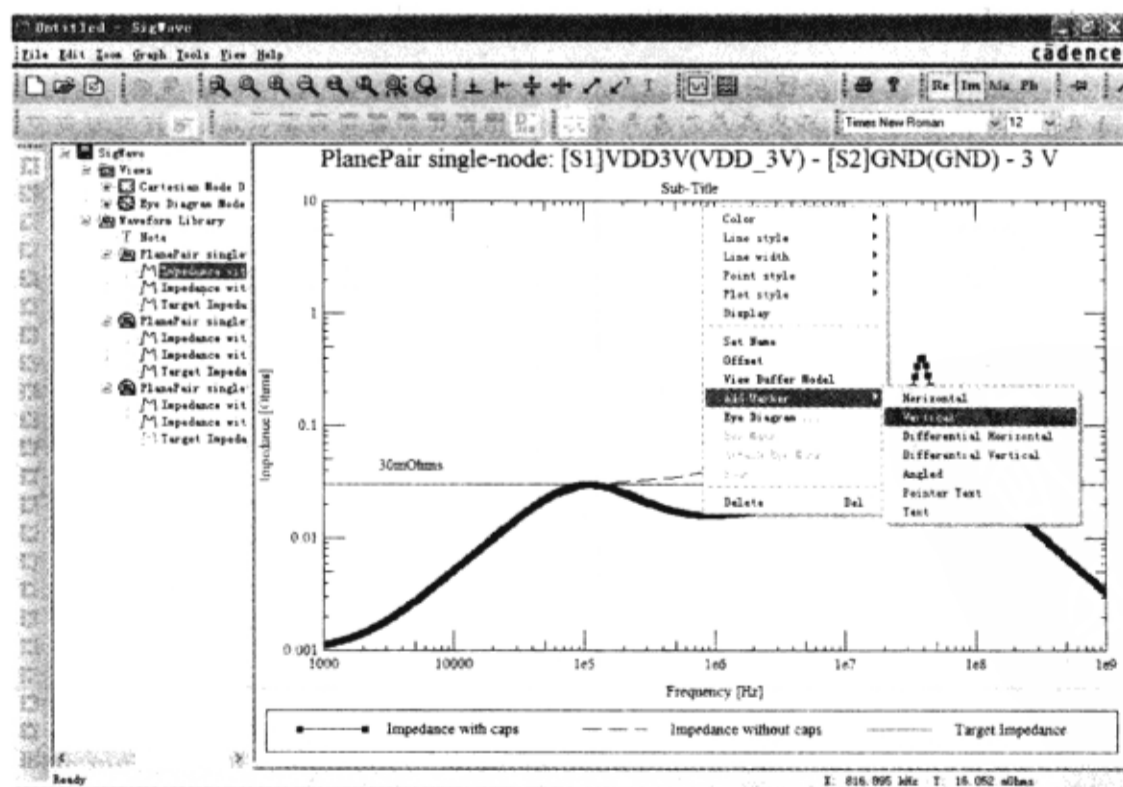 Untitled - SigWave
File Edit Zoom Graph Tools View Help
cādence
Re Im Ma Ph
Times New Roman 12
SigWave
Views
Cartesian Mode D
Eye Diagram Mode
Waveform Library
Note
PlanePair single
Impedance wit
Impedance wit
Target Impeda
PlanePair single
Impedance wit
Impedance wit
Target Impeda
PlanePair single
Impedance wit
Impedance wit
Target Impeda
PlanePair single-node: [S1]VDD3V(VDD_3V) - [S2]GND(GND) - 3 V
Sub-Title
10
1
0.1
0.01
0.001
Impedance [Ohms]
30mOhms
Color
Line style
Line width
Point style
Plot style
Display
Set Name
Offset
View Buffer Model
Add Marker
Eye Diagram ...
Delete Del
Horizontal
Vertical
Differential Horizontal
Differential Vertical
Angled
Pointer Text
Text
1000 10000 1e5 1e6 1e7 1e8 1e9
Frequency [Hz]
Impedance with caps Impedance without caps Target Impedance
Ready
X: 816.895 kHz Y: 16.052 mOhms